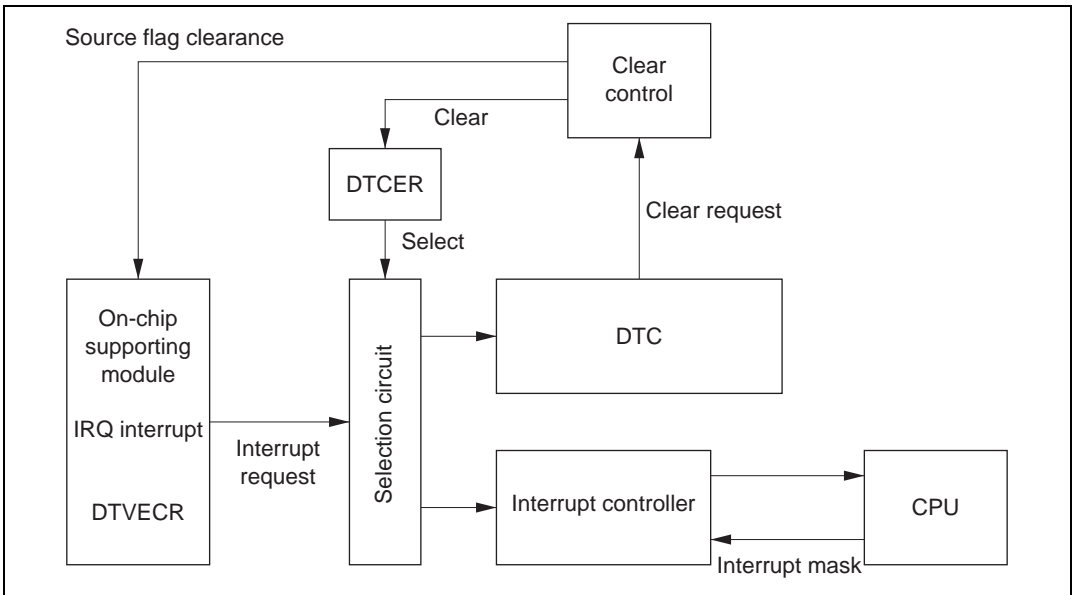 Source flag clearance
Clear
control
Clear
DTCER
Clear request
Select
On-chip
supporting
module
DTC
Selection circuit
IRQ interrupt
Interrupt
request
Interrupt controller
CPU
DTVECR
Interrupt mask